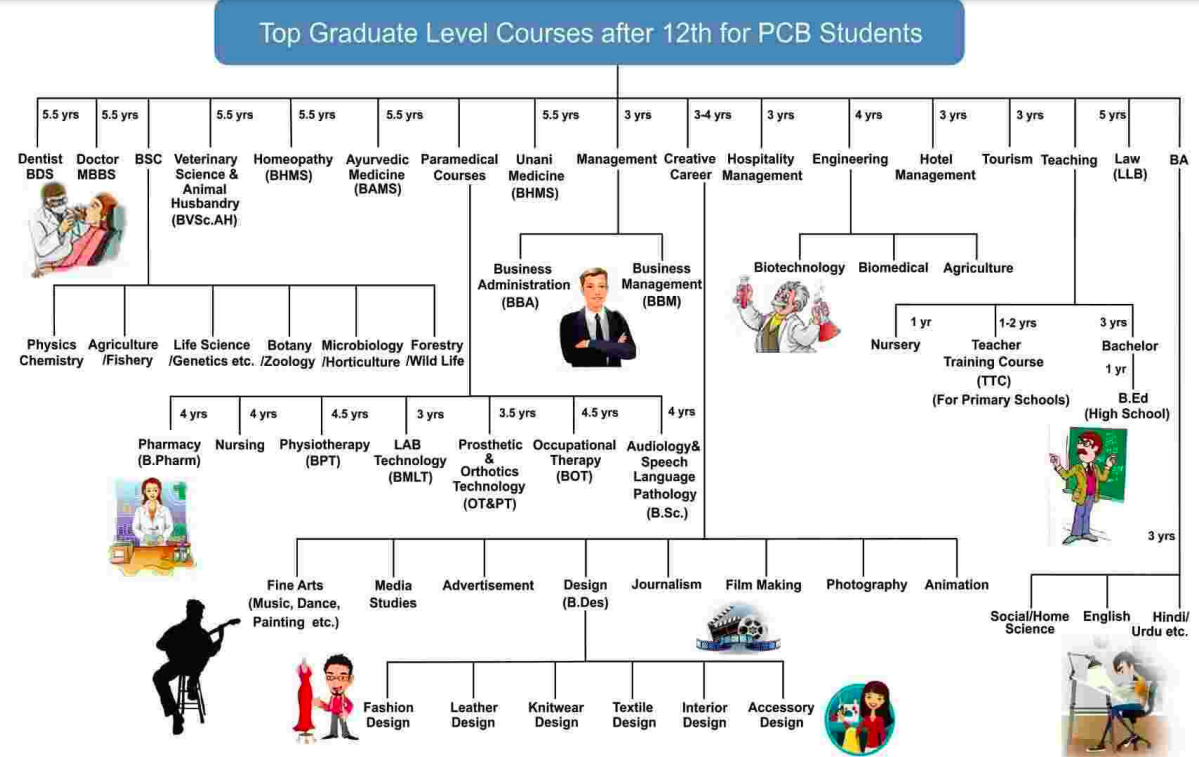 Top Graduate Level Courses after 12th for PCB Students
5.5 yrs 5.5 yrs 5.5 yrs 5.5 yrs 5.5 yrs 5.5 yrs 3 yrs 3-4 yrs 3 yrs 4 yrs 3 yrs 3 yrs 5 yrs
Dentist
BDS
Doctor
MBBS
BSC
Veterinary
Science &
Animal
Husbandry
(BVSc.AH)
Homeopathy
(BHMS)
Ayurvedic
Medicine
(BAMS)
Paramedical
Courses
Unani
Medicine
(BHMS)
Management
Creative
Career
Hospitality
Management
Engineering
Hotel
Management
Tourism
Teaching
Law
(LLB)
BA
Business
Administration
(BBA)
Business
Management
(BBM)
Biotechnology
Biomedical
Agriculture
1 yr
Nursery
1-2 yrs
Teacher
Training Course
(TTC)
(For Primary Schools)
3 yrs
Bachelor
1 yr
B.Ed
(High School)
Physics
Chemistry
Agriculture
/Fishery
Life Science
/Genetics etc.
Botany
/Zoology
Microbiology
/Horticulture
Forestry
/Wild Life
4 yrs 4 yrs 4.5 yrs 3 yrs 3.5 yrs 4.5 yrs 4 yrs
Pharmacy
(B.Pharm)
Nursing
Physiotherapy
(BPT)
LAB
Technology
(BMLT)
Prosthetic
&
Orthotics
Technology
(OT&PT)
Occupational
Therapy
(BOT)
Audiology&
Speech
Language
Pathology
(B.Sc.)
3 yrs
Fine Arts
(Music, Dance,
Painting etc.)
Media
Studies
Advertisement
Design
(B.Des)
Journalism
Film Making
Photography
Animation
Social/Home
Science
English
Hindi/
Urdu etc.
Fashion
Design
Leather
Design
Knitwear
Design
Textile
Design
Interior
Design
Accessory
Design